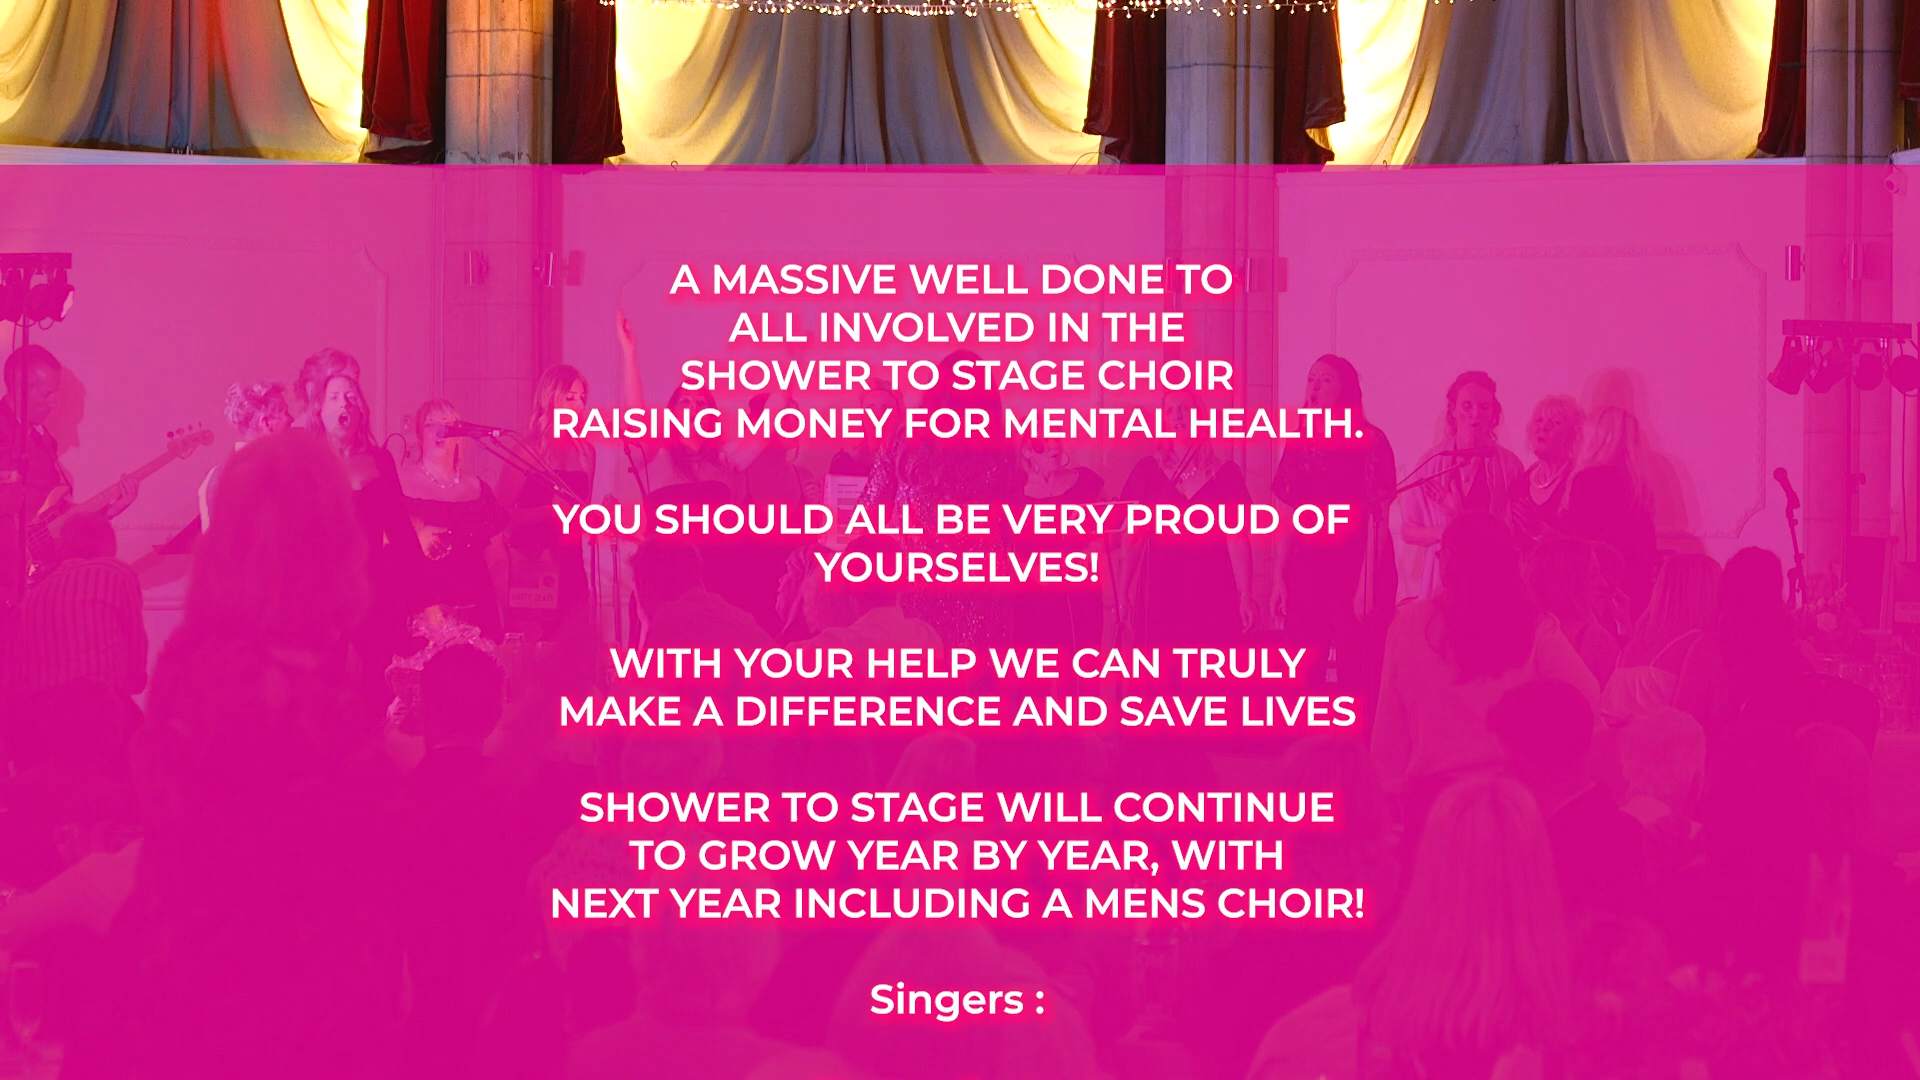 A MASSIVE WELL DONE TO
ALL INVOLVED IN THE
SHOWER TO STAGE CHOIR
RAISING MONEY FOR MENTAL HEALTH.
YOU SHOULD ALL BE VERY PROUD OF
YOURSELVES!
WITH YOUR HELP WE CAN TRULY
MAKE A DIFFERENCE AND SAVE LIVES
SHOWER TO STAGE WILL CONTINUE
TO GROW YEAR BY YEAR, WITH
NEXT YEAR INCLUDING A MENS CHOIR!
Singers :